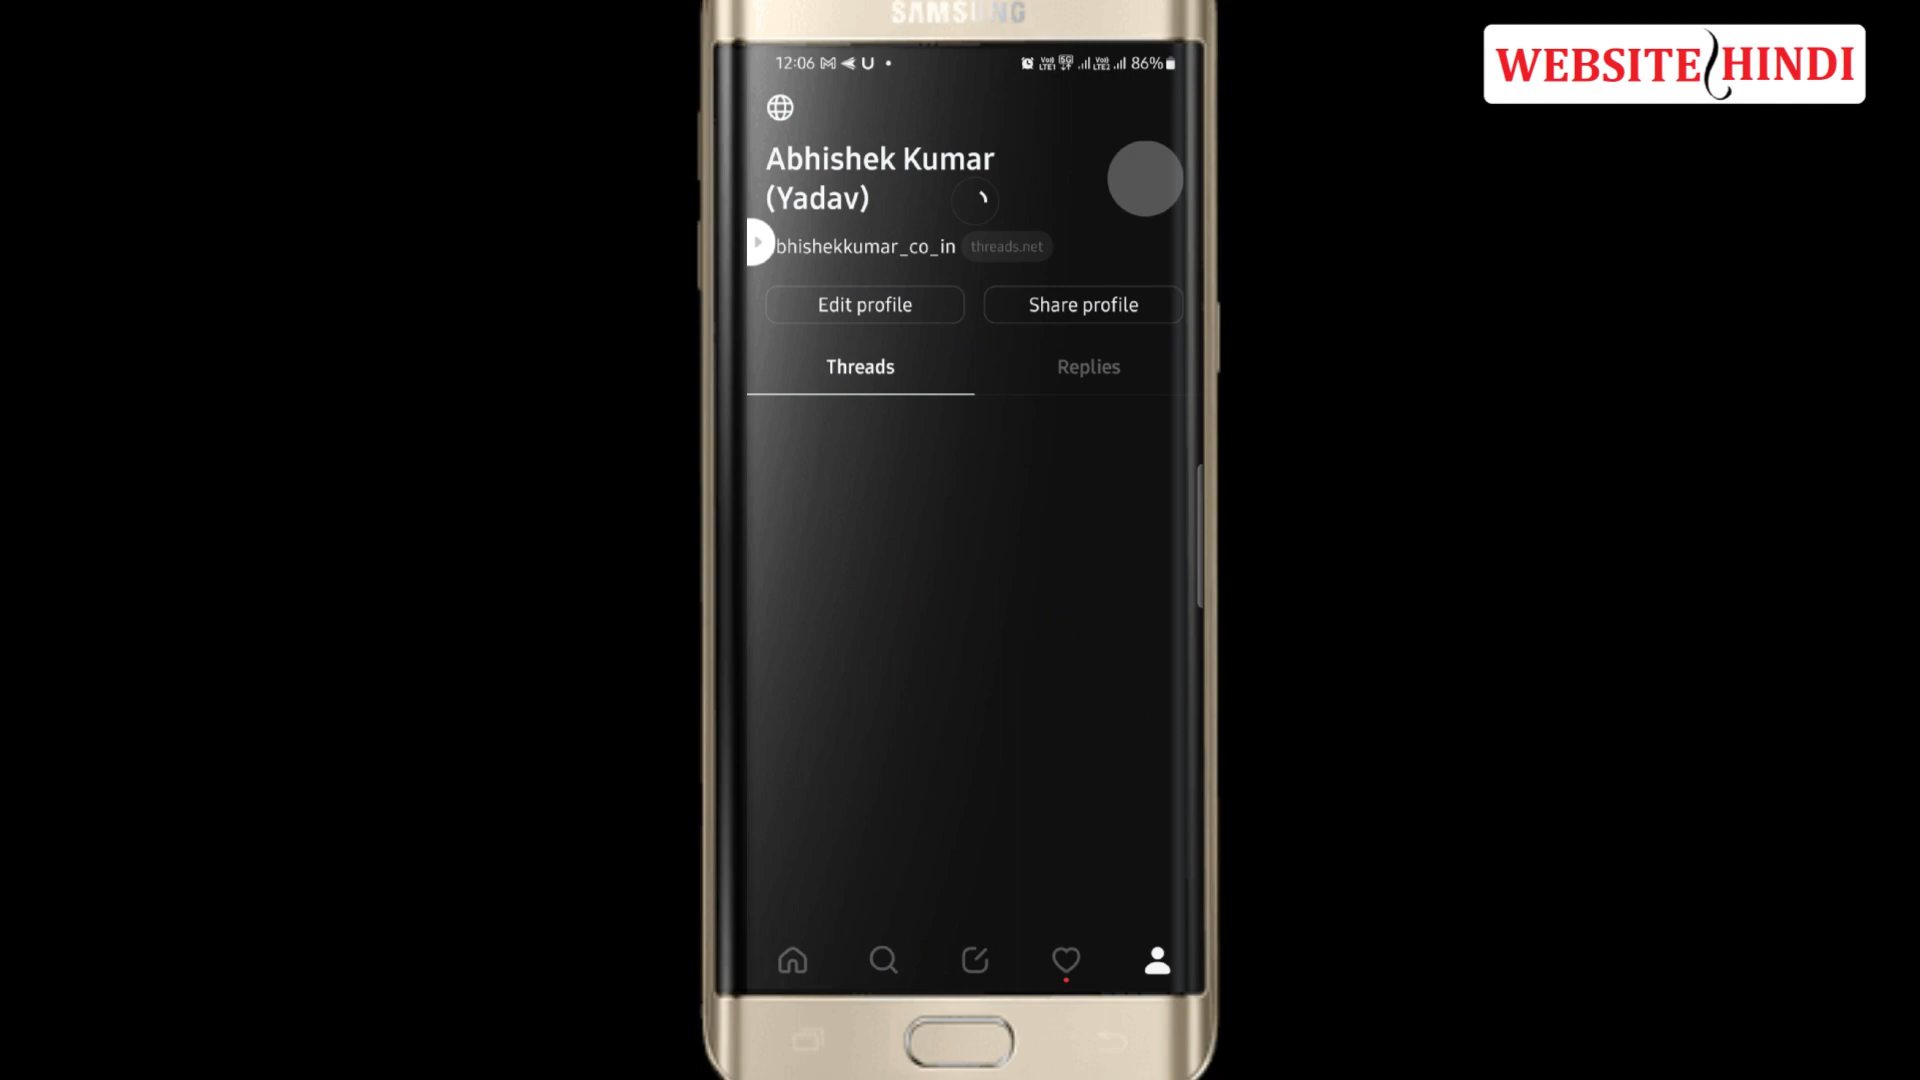 SAMSUNG
WEBSITE HINDI
12:06 86%
Abhishek Kumar
(Yadav)
bhishekkumar_co_in threads.net
Edit profile Share profile
Threads Replies